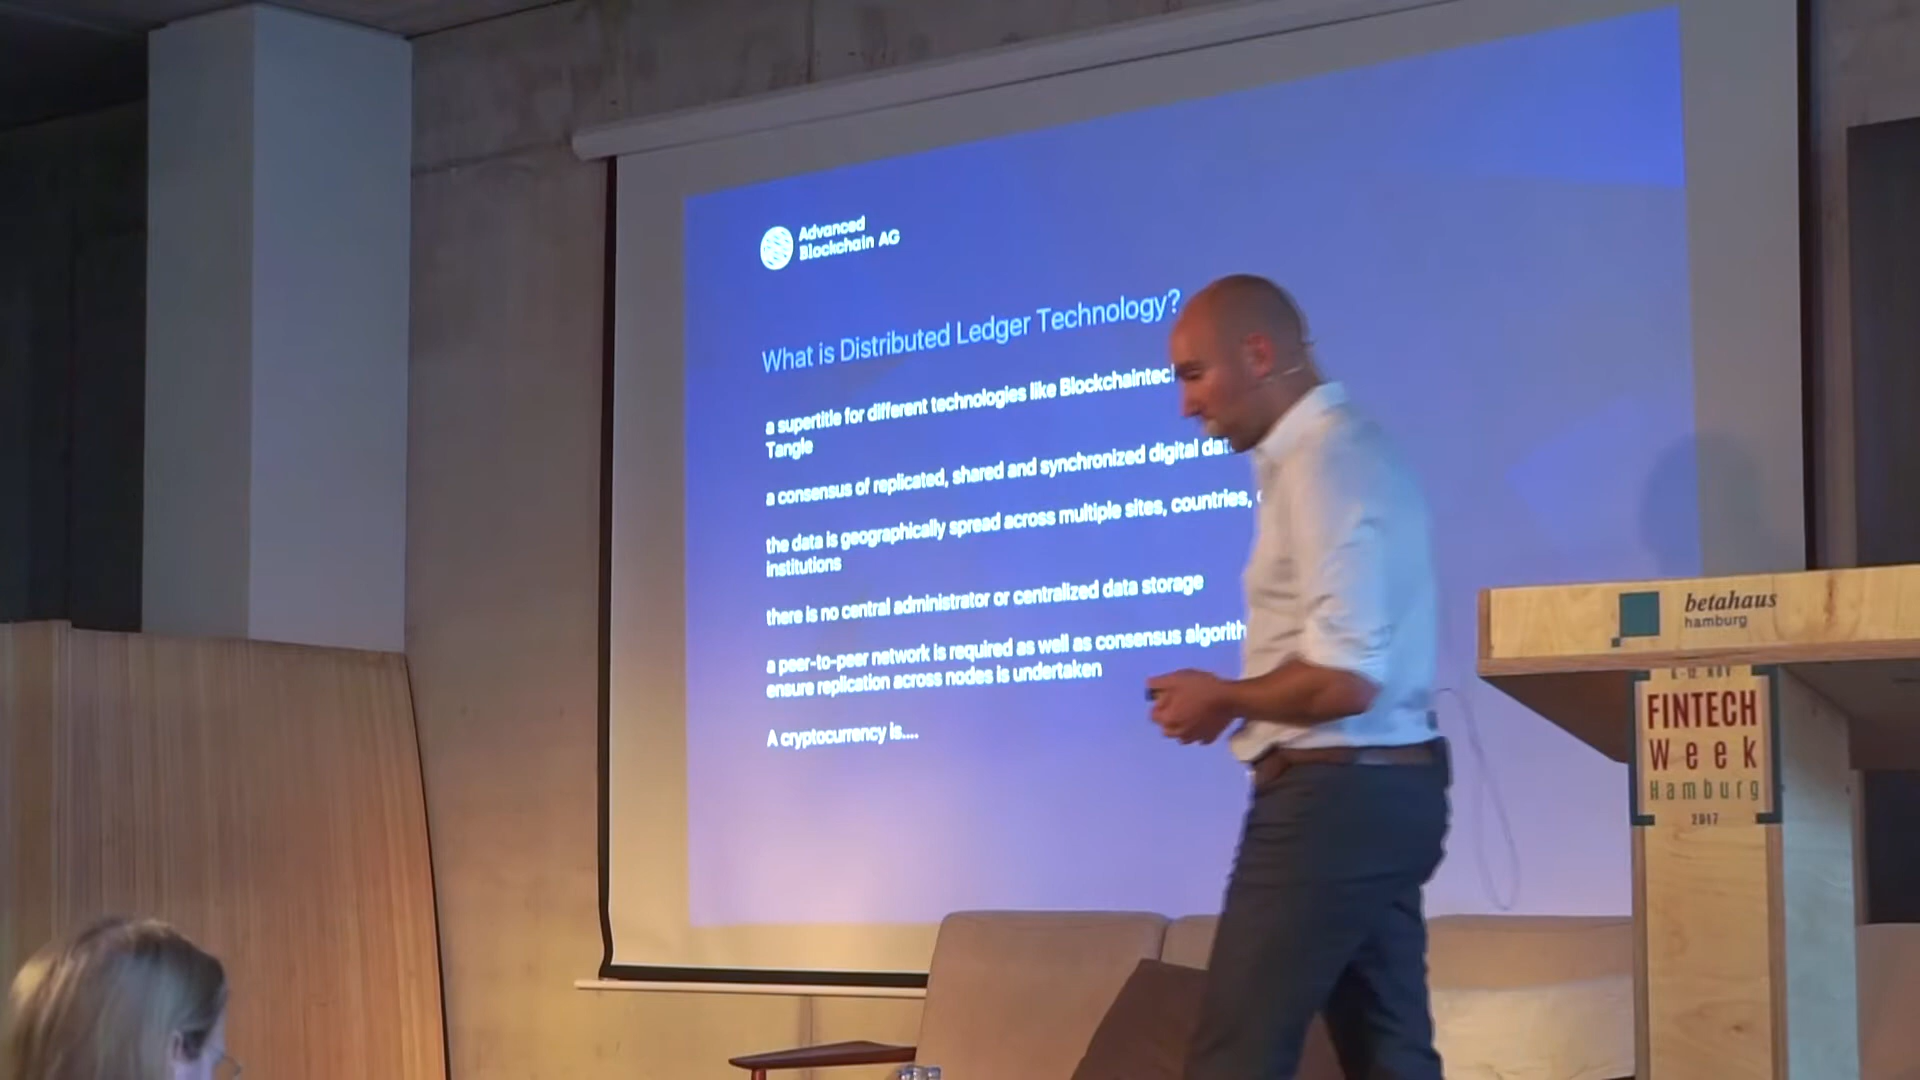 Advanced
Blockchain AG
What is Distributed Ledger Technology?
a supertitle for different technologies like
Tangle
a consensus of replicated, shared and synchronized digital
the data is geographically spread across multiple sites, countries,
institutions
there is no central administrator or centralized data storage
a peer-to-peer network is required as well as consensus
ensure replication across nodes is undertaken
A cryptocurrency is....
betahaus
hamburg
6.-12. NOV
FINTECH
Week
Hamburg
2017